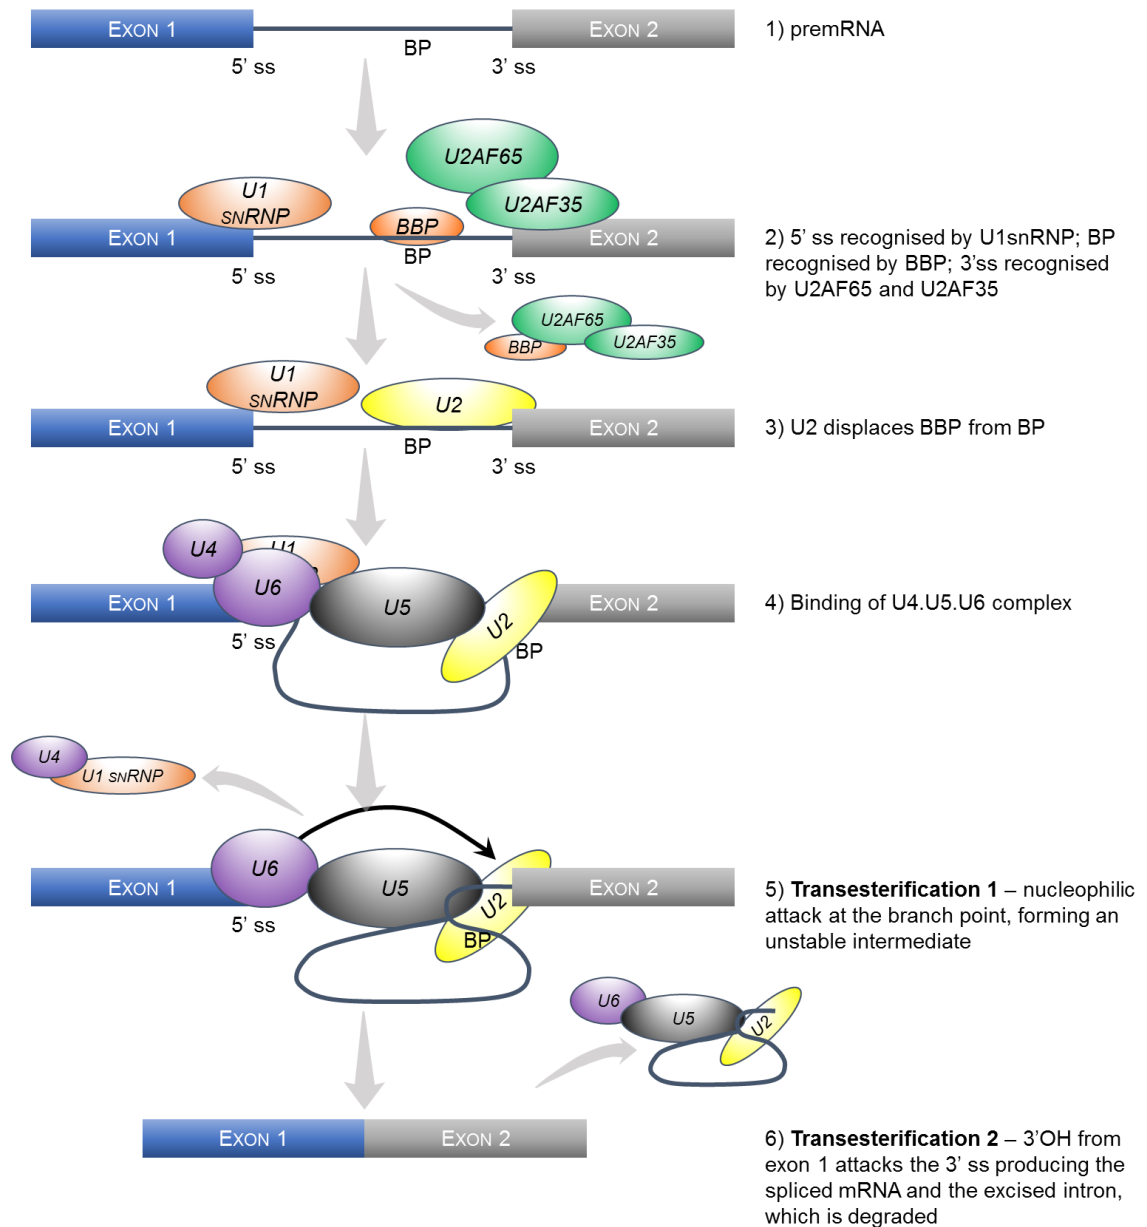 EXON 1
BP
EXON 2
1) premRNA
5’ ss
3’ ss
U2AF65
U1
SNRNP
U2AF35
BBP
EXON 1
EXON 2
BP
5’ ss
3’ ss
2) 5’ ss recognised by U1snRNP; BP
recognised by BBP; 3’ss recognised
by U2AF65 and U2AF35
U2AF65
U2AF35
BBP
U1
SNRNP
U2
EXON 1
EXON 2
BP
5’ ss
3’ ss
3) U2 displaces BBP from BP
U4
U1
U6
U5
U2
EXON 1
EXON 2
5’ ss
BP
4) Binding of U4.U5.U6 complex
U4
U1 SNRNP
U6
U5
U2
EXON 1
EXON 2
5’ ss
BP
5) Transesterification 1 – nucleophilic
attack at the branch point, forming an
unstable intermediate
U6
U5
U2
EXON 1
EXON 2
6) Transesterification 2 – 3’OH from
exon 1 attacks the 3’ ss producing the
spliced mRNA and the excised intron,
which is degraded